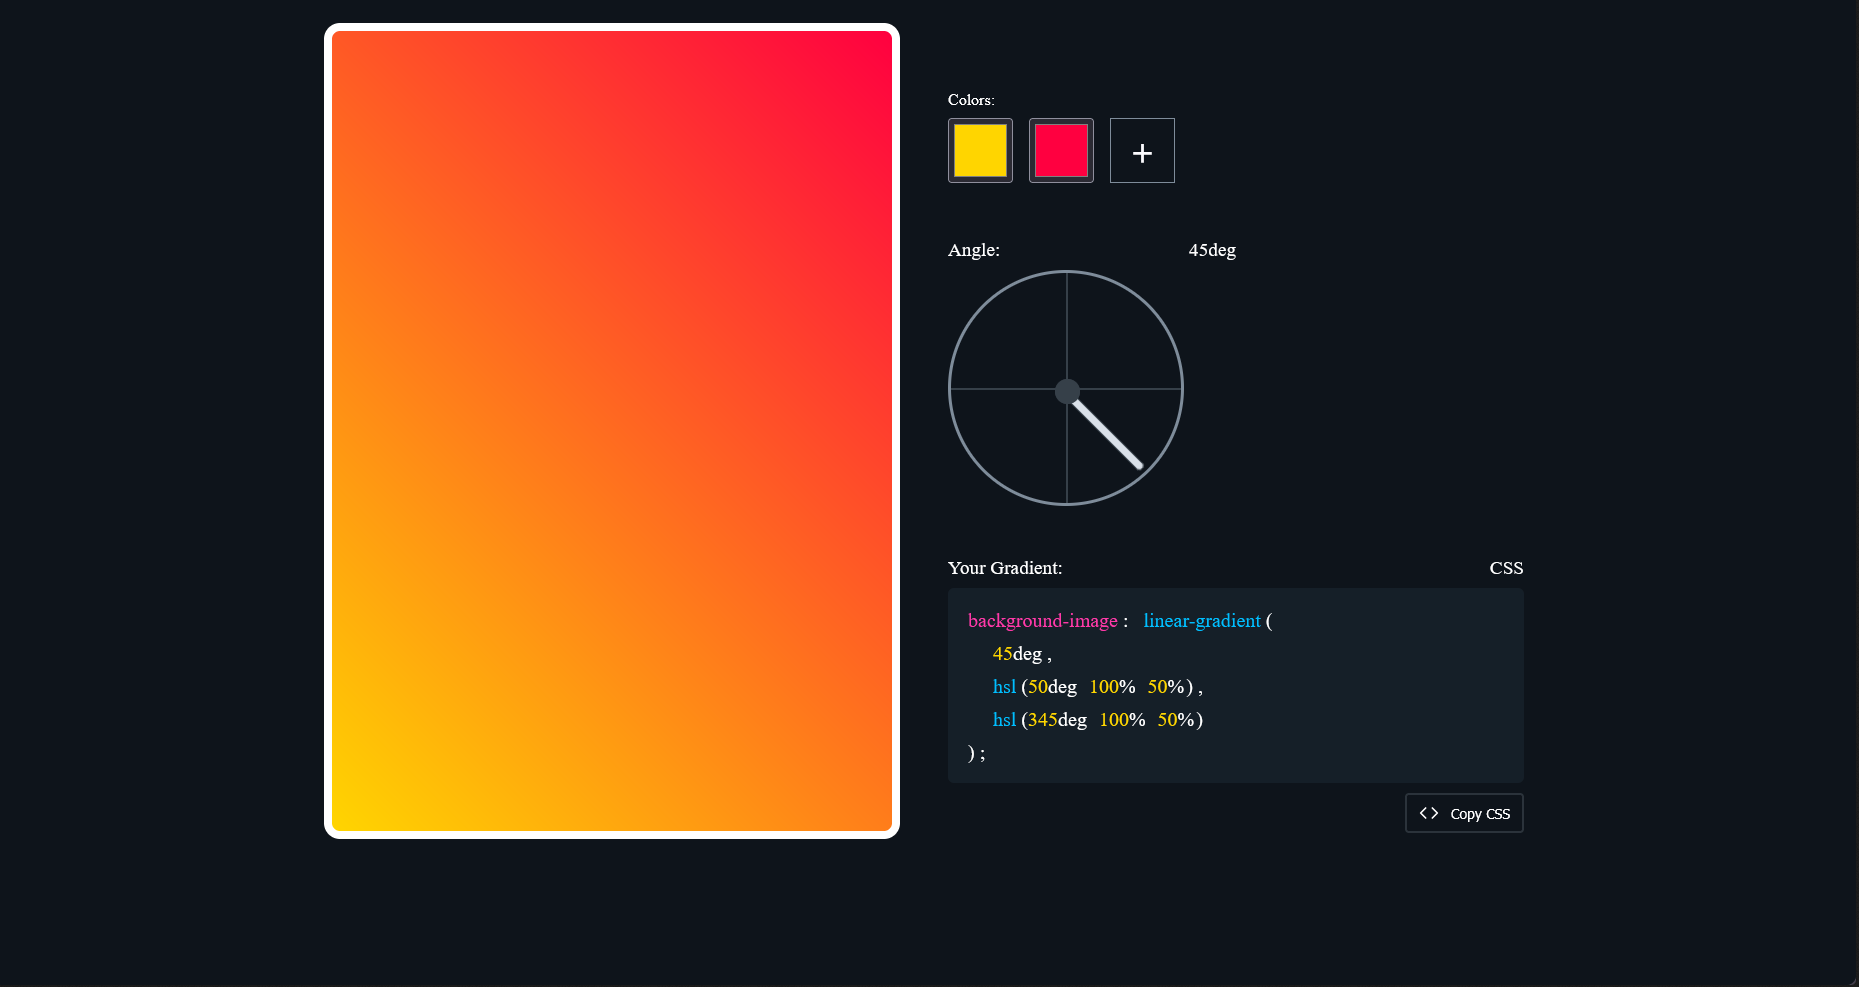 Colors:
+
Angle: 45deg
Your Gradient: CSS
background-image : linear-gradient (
45deg ,
hsl (50deg 100% 50%) ,
hsl (345deg 100% 50%)
) ;
<> Copy CSS